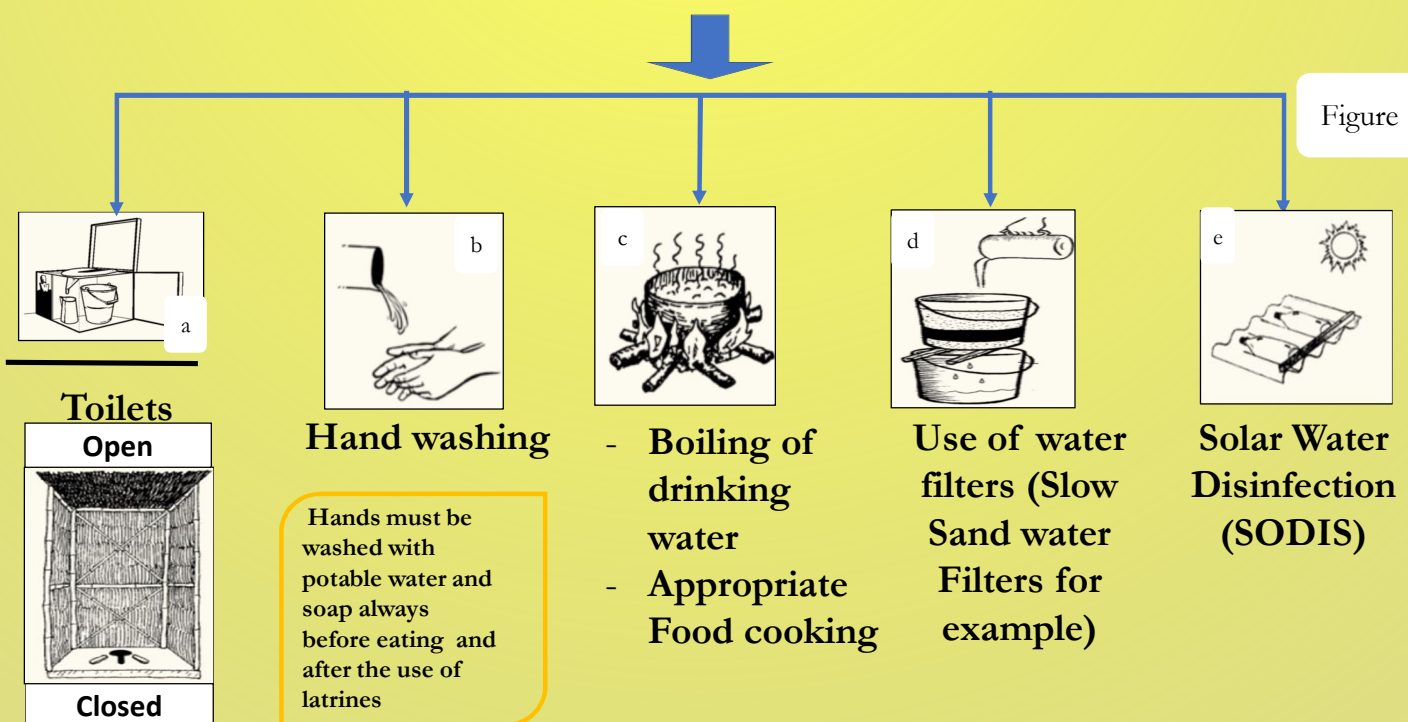 Figure
a
Toilets
Open
Closed
b
Hand washing
Hands must be
washed with
potable water and
soap always
before eating and
after the use of
latrines
c
- Boiling of
drinking
water
- Appropriate
Food cooking
d
Use of water
filters (Slow
Sand water
Filters for
example)
e
Solar Water
Disinfection
(SODIS)